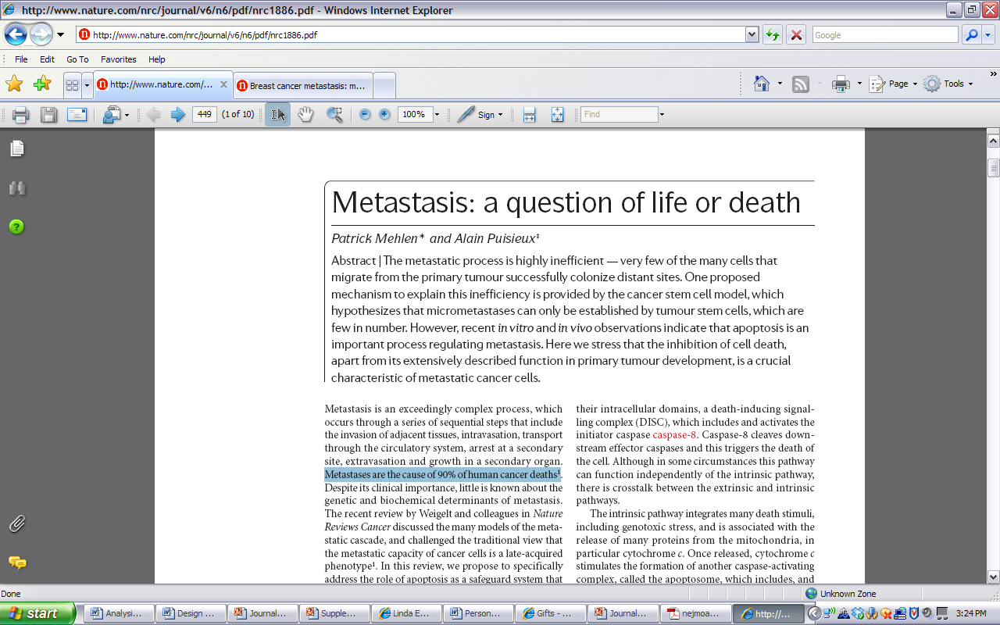 http://www.nature.com/nrc/journal/v6/n6/pdf/nrc1886.pdf - Windows Internet Explorer
http://www.nature.com/nrc/journal/v6/n6/pdf/nrc1886.pdf
Google
File Edit Go To Favorites Help
http://www.nature.com/...
Breast cancer metastasis: m...
Page
Tools
449 (1 of 10)
100%
Sign
Find
Metastasis: a question of life or death
Patrick Mehlen* and Alain Puisieux‡
Abstract | The metastatic process is highly inefficient — very few of the many cells that
migrate from the primary tumour successfully colonize distant sites. One proposed
mechanism to explain this inefficiency is provided by the cancer stem cell model, which
hypothesizes that micrometastases can only be established by tumour stem cells, which are
few in number. However, recent in vitro and in vivo observations indicate that apoptosis is an
important process regulating metastasis. Here we stress that the inhibition of cell death,
apart from its extensively described function in primary tumour development, is a crucial
characteristic of metastatic cancer cells.
Metastasis is an exceedingly complex process, which
occurs through a series of sequential steps that include
the invasion of adjacent tissues, intravasation, transport
through the circulatory system, arrest at a secondary
site, extravasation and growth in a secondary organ.
Metastases are the cause of 90% of human cancer deaths¹.
Despite its clinical importance, little is known about the
genetic and biochemical determinants of metastasis.
The recent review by Weigelt and colleagues in Nature
Reviews Cancer discussed the many models of the meta-
static cascade, and challenged the traditional view that
the metastatic capacity of cancer cells is a late-acquired
phenotype¹. In this review, we propose to specifically
address the role of apoptosis as a safeguard system that
their intracellular domains, a death-inducing signal-
ling complex (DISC), which includes and activates the
initiator caspase caspase-8. Caspase-8 cleaves down-
stream effector caspases and this triggers the death of
the cell. Although in some circumstances this pathway
can function independently of the intrinsic pathway,
there is crosstalk between the extrinsic and intrinsic
pathways.
The intrinsic pathway integrates many death stimuli,
including genotoxic stress, and is associated with the
release of many proteins from the mitochondria, in
particular cytochrome c. Once released, cytochrome c
stimulates the formation of another caspase-activating
complex, called the apoptosome, which includes, and
Done
Unknown Zone
start
Analysi...
Design ...
Journal...
Supple...
Linda E...
Person...
Gifts - ...
Journal...
nejmoa...
http://...
3:24 PM